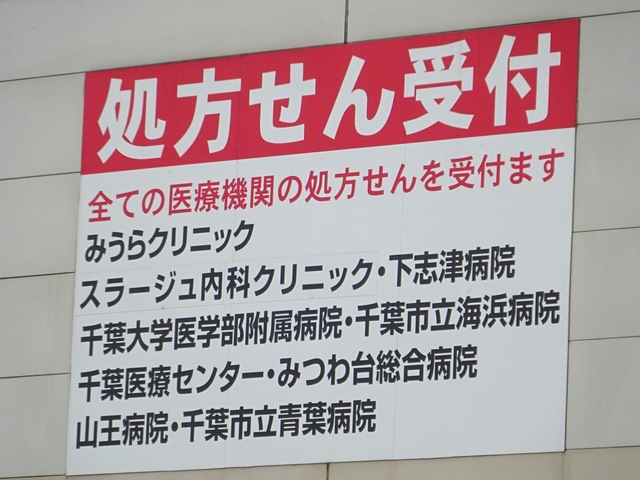 処方せん受付
全ての医療機関の処方せんを受付ます
みうらクリニック
スラージュ内科クリニック・下志津病院
千葉大学医学部附属病院・千葉市立海浜病院
千葉医療センター・みつわ台総合病院
山王病院・千葉市立青葉病院